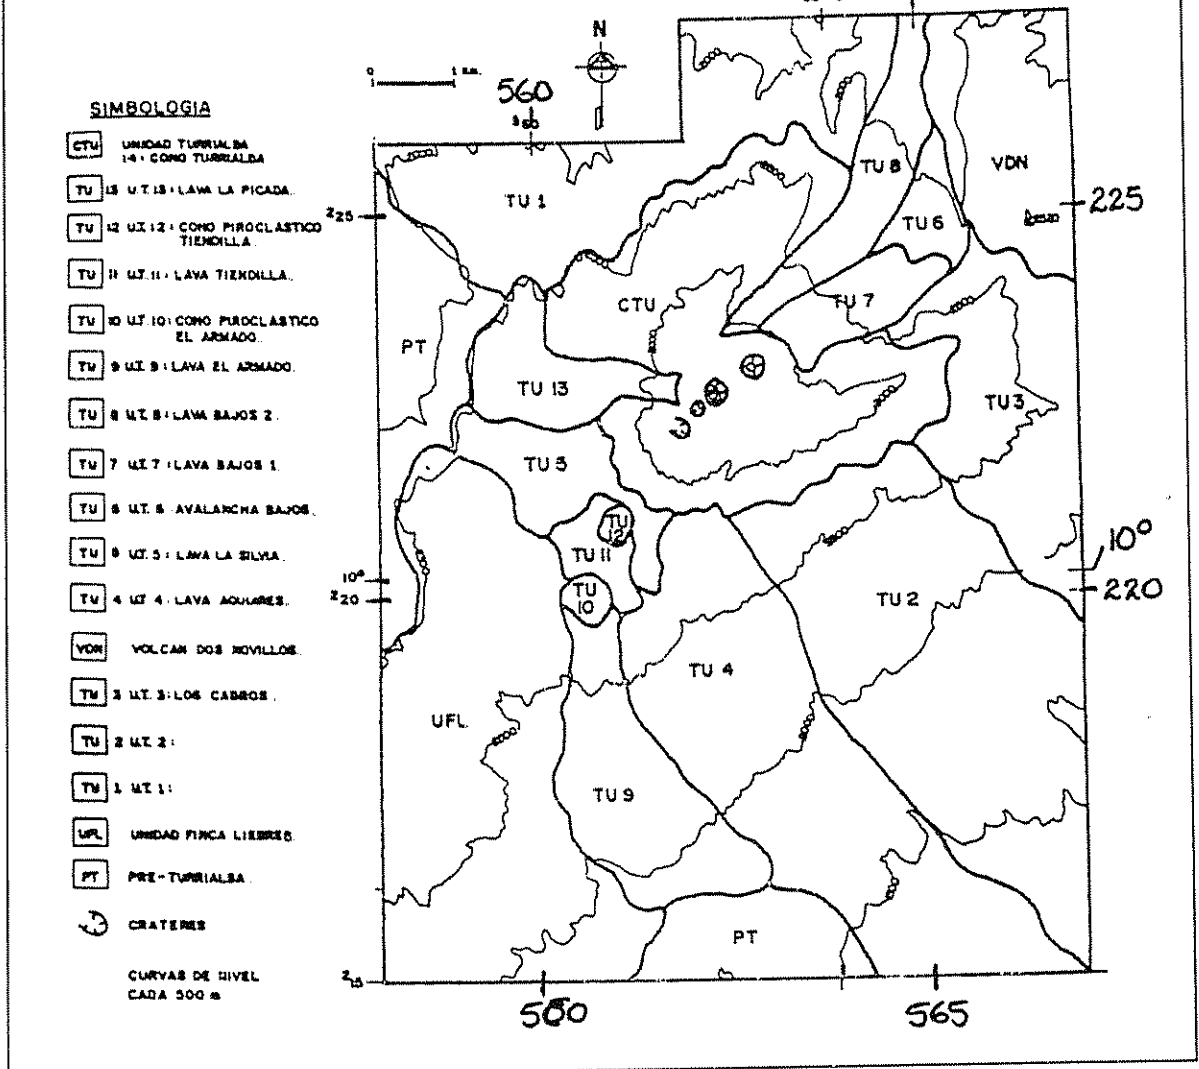 N
0
1 KM.
560
560
SIMBOLOGIA
CTU UNIDAD TURRIALBA
14: CONO TURRIALBA
TU 13 U.T. 13: LAVA LA PICADA.
TU 12 U.T. 12: CONO PIROCLASTICO
TIENDILLA.
TU 11 U.T. 11: LAVA TIENDILLA.
TU 10 U.T. 10: CONO PIROCLASTICO
EL ARMADO.
TU 9 U.T. 9: LAVA EL ARMADO.
TU 8 U.T. 8: LAVA BAJOS 2.
TU 7 U.T. 7: LAVA BAJOS 1.
TU 6 U.T. 6 AVALANCHA BAJOS.
TU 5 U.T. 5: LAVA LA SILVIA.
TU 4 U.T. 4: LAVA AQUIARES.
VDN VOLCAN DOS NOVILLOS.
TU 3 U.T. 3: LOS CABROS.
TU 2 U.T. 2:
TU 1 U.T. 1:
UFL UNIDAD FINCA LIEBRES.
PT PRE-TURRIALBA
CRATERES
CURVAS DE NIVEL
CADA 500 m
TU 1
TU 8
VDN
225
225
TU 6
CTU
TU 7
PT
TU 13
TU 3
TU 5
TU
12
TU 11
10°
10°
TU
10
220
220
TU 2
TU 4
UFL
TU 9
PT
215
560
565